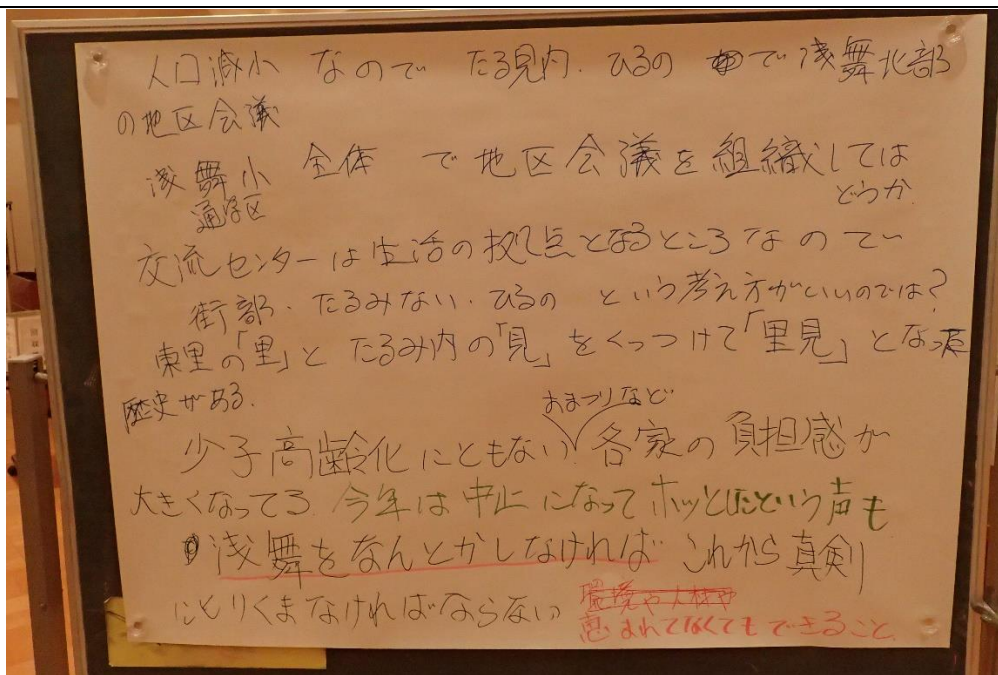 人口減小 なので たる見内.ひるの で浅舞北部
の地区会議
浅舞小 全体 で地区会議を組織しては
通学区 どうか.
交流センターは生活の拠点となるところなので
街部・たるみない・ひるの という考え方がいいのでは?
東里の「里」と たるみ内の「見」をくっつけて「里見」となった
歴史がある.
おまつりなど
少子高齢化にともない 各家の負担感が
大きくなってる 今年は中止になってホッとしたという声も
浅舞をなんとかしなければ これから真剣
にとりくまなければならない 環境や人材や
恵まれてなくてもできること